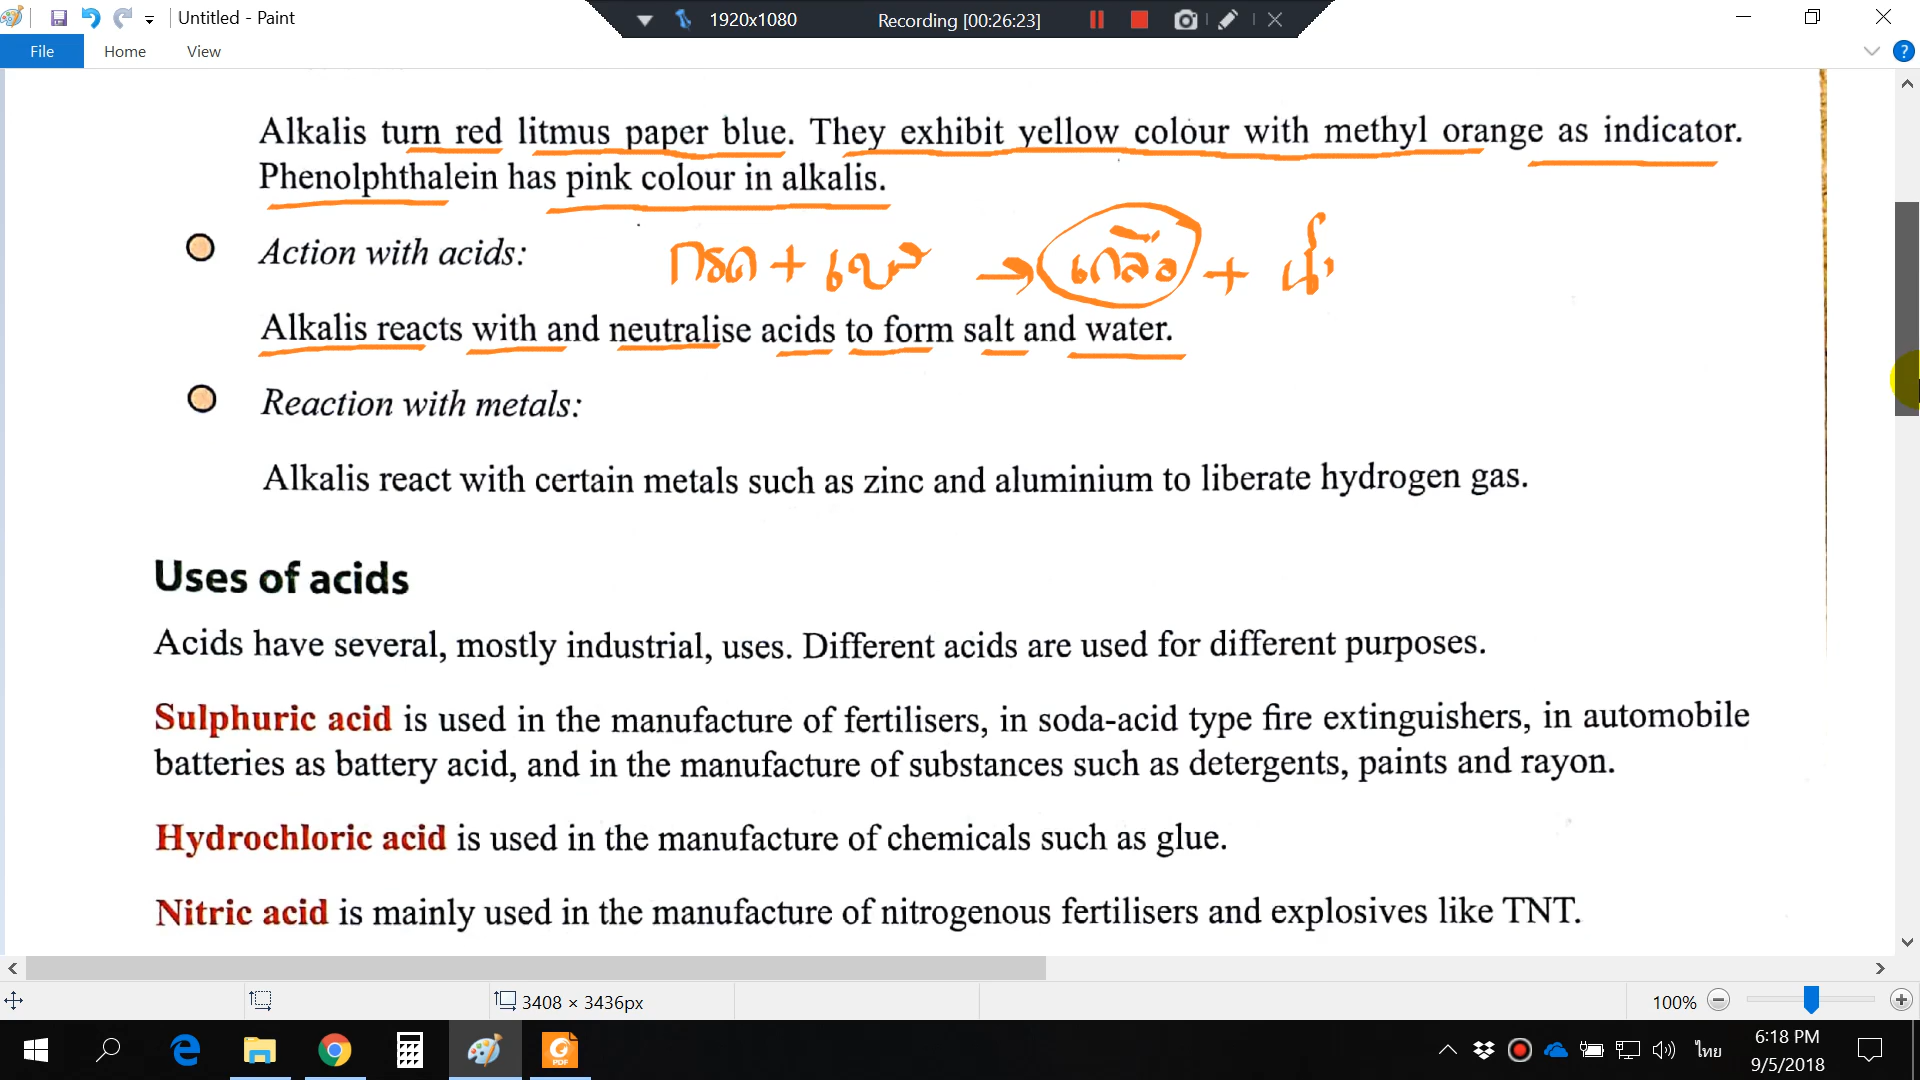 Untitled - Paint
1920x1080
Recording [00:26:23]
File
Home
View
Alkalis turn red litmus paper blue. They exhibit yellow colour with methyl orange as indicator.
Phenolphthalein has pink colour in alkalis.
Action with acids:
กรด + เบส → เกลือ + น้ำ
Alkalis reacts with and neutralise acids to form salt and water.
Reaction with metals:
Alkalis react with certain metals such as zinc and aluminium to liberate hydrogen gas.
Uses of acids
Acids have several, mostly industrial, uses. Different acids are used for different purposes.
Sulphuric acid is used in the manufacture of fertilisers, in soda-acid type fire extinguishers, in automobile
batteries as battery acid, and in the manufacture of substances such as detergents, paints and rayon.
Hydrochloric acid is used in the manufacture of chemicals such as glue.
Nitric acid is mainly used in the manufacture of nitrogenous fertilisers and explosives like TNT.
3408 × 3436px
100%
PDF
ไทย
6:18 PM
9/5/2018